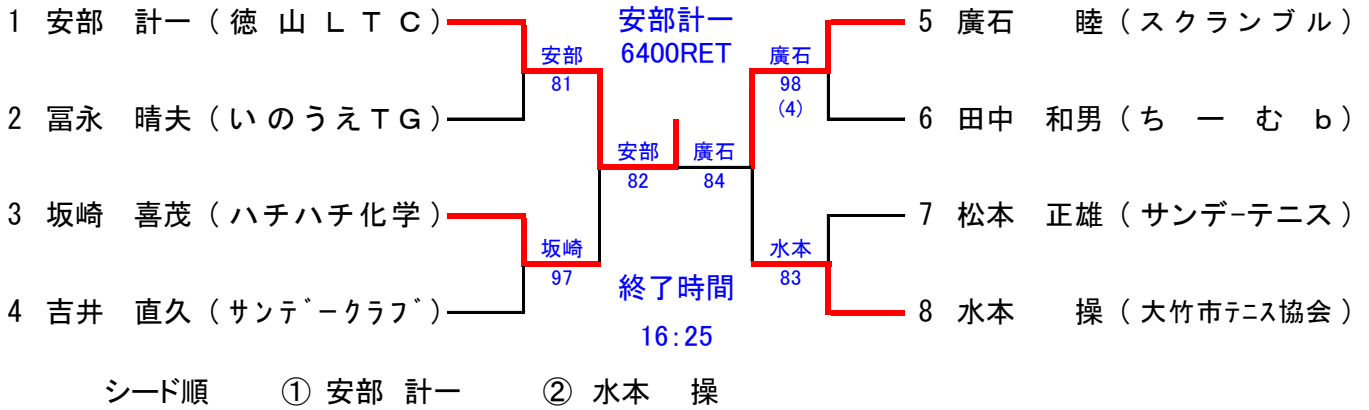 1 安部 計一 (徳山LTC)
2 冨永 晴夫 (いのうえTG)
3 坂崎 喜茂 (ハチハチ化学)
4 吉井 直久 (サンデークラブ)
安部
81
坂崎
97
安部
82
安部計一
6400RET
廣石
84
終了時間
16:25
廣石
98
(4)
水本
83
5 廣石 睦 (スクランブル)
6 田中 和男 (ちーむb)
7 松本 正雄 (サンデーテニス)
8 水本 操 (大竹市テニス協会)
シード順 ① 安部 計一 ② 水本 操